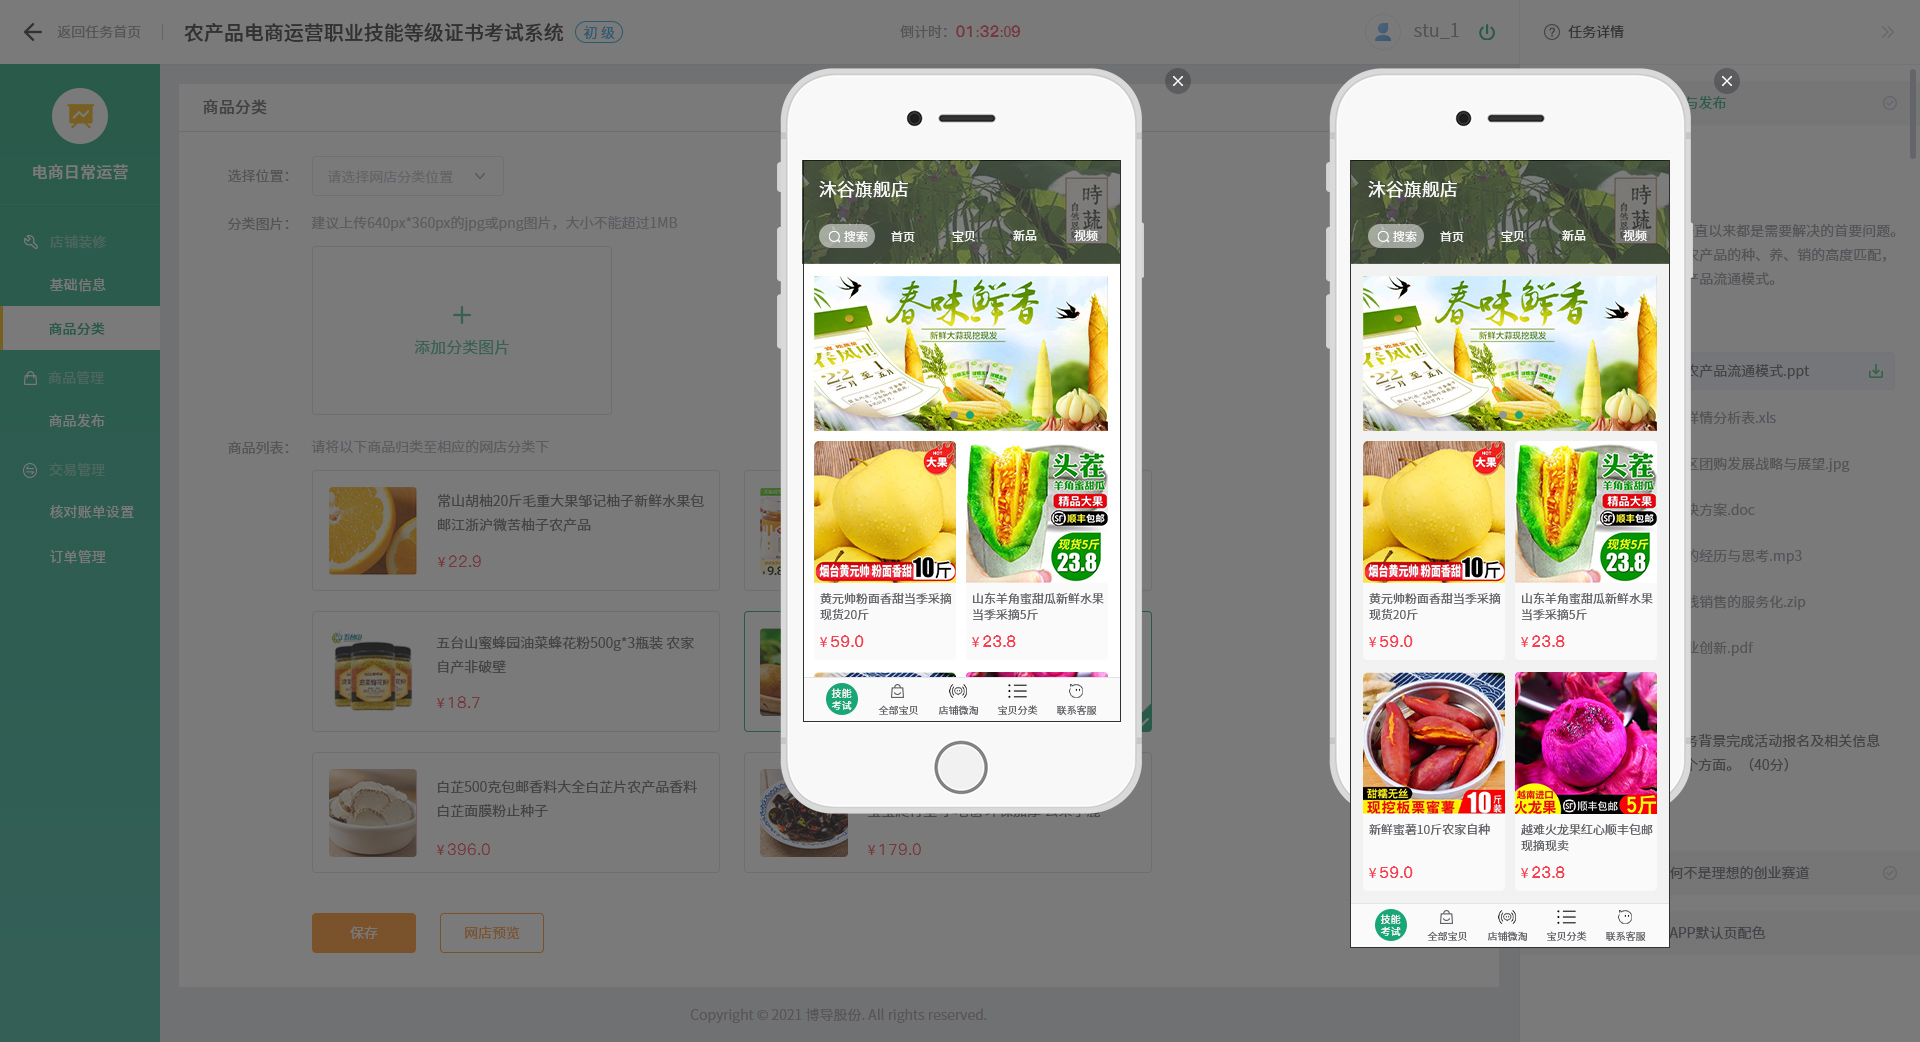 返回任务首页
农产品电商运营职业技能等级证书考试系统
初 级
倒计时：01:32:09
stu_1
任务详情
电商日常运营
店铺装修
基础信息
商品分类
商品管理
商品发布
交易管理
核对账单设置
订单管理
商品分类
选择位置：
请选择网店分类位置
分类图片：
建议上传640px*360px的jpg或png图片，大小不能超过1MB
添加分类图片
商品列表：
请将以下商品归类至相应的网店分类下
常山胡柚20斤毛重大果邹记柚子新鲜水果包
邮江浙沪微苦柚子农产品
¥ 22.9
五台山蜜蜂园油菜蜂花粉500g*3瓶装 农家
自产非破壁
¥ 18.7
白芷500克包邮香料大全白芷片农产品香料
白芷面膜粉止种子
¥ 396.0
¥ 179.0
保存
网店预览
Copyright © 2021 博导股份. All rights reserved.
沐谷旗舰店
時蔬
搜索
首页
宝贝
新品
视频
春味鲜香
新鲜大蒜现挖现发
大果
烟台黄元帅 粉面香甜 10斤
头茬
羊角蜜甜瓜
精品大果
顺丰包邮
现货5斤
23.8
黄元帅粉面香甜当季采摘
现货20斤
¥ 59.0
山东羊角蜜甜瓜新鲜水果
当季采摘5斤
¥ 23.8
技能
考试
全部宝贝
店铺微淘
宝贝分类
联系客服
沐谷旗舰店
時蔬
搜索
首页
宝贝
新品
视频
春味鲜香
新鲜大蒜现挖现发
大果
烟台黄元帅 粉面香甜 10斤
头茬
羊角蜜甜瓜
精品大果
顺丰包邮
现货5斤
23.8
黄元帅粉面香甜当季采摘
现货20斤
¥ 59.0
山东羊角蜜甜瓜新鲜水果
当季采摘5斤
¥ 23.8
甜糯无丝
现挖板栗蜜薯 10斤装
越南进口
火龙果 顺丰包邮 5斤
新鲜蜜薯10斤农家自种
¥ 59.0
越难火龙果红心顺丰包邮
现摘现卖
¥ 23.8
技能
考试
全部宝贝
店铺微淘
宝贝分类
联系客服
与发布
直以来都是需要解决的首要问题。
农产品的种、养、销的高度匹配，
产品流通模式。
农产品流通模式.ppt
详情分析表.xls
区团购发展战略与展望.jpg
决方案.doc
的经历与思考.mp3
线销售的服务化.zip
业创新.pdf
务背景完成活动报名及相关信息
个方面。（40分）
何不是理想的创业赛道
APP默认页配色